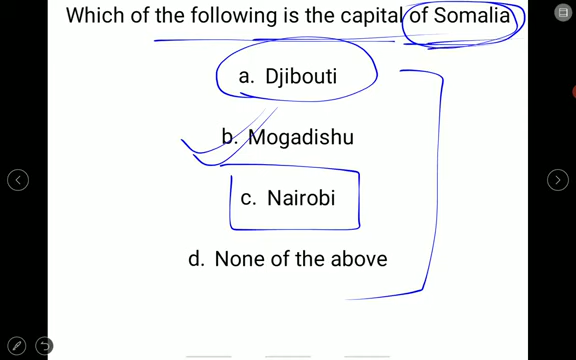 Which of the following is the capital of Somalia
a. Djibouti
b. Mogadishu
c. Nairobi
d. None of the above